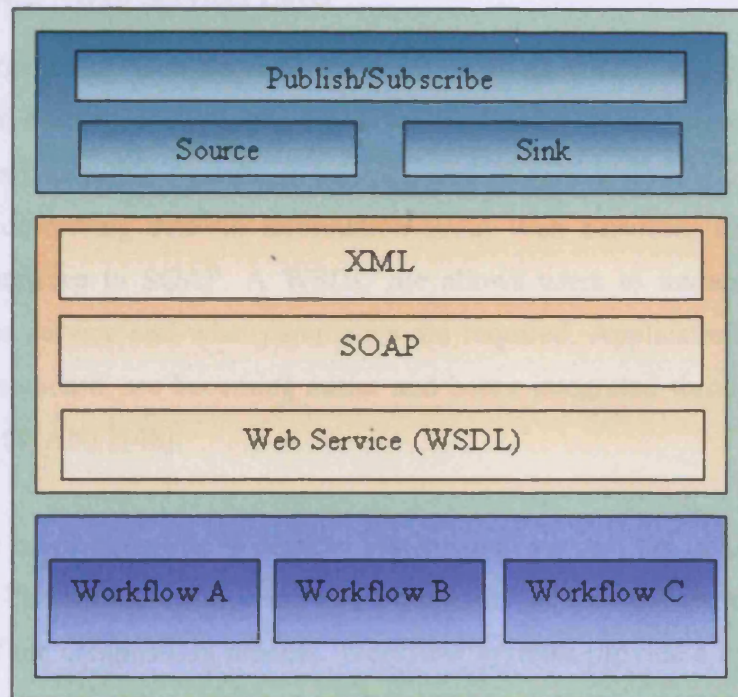 Publish/Subscribe
Source Sink
XML
SOAP
Web Service (WSDL)
Workflow A Workflow B Workflow C